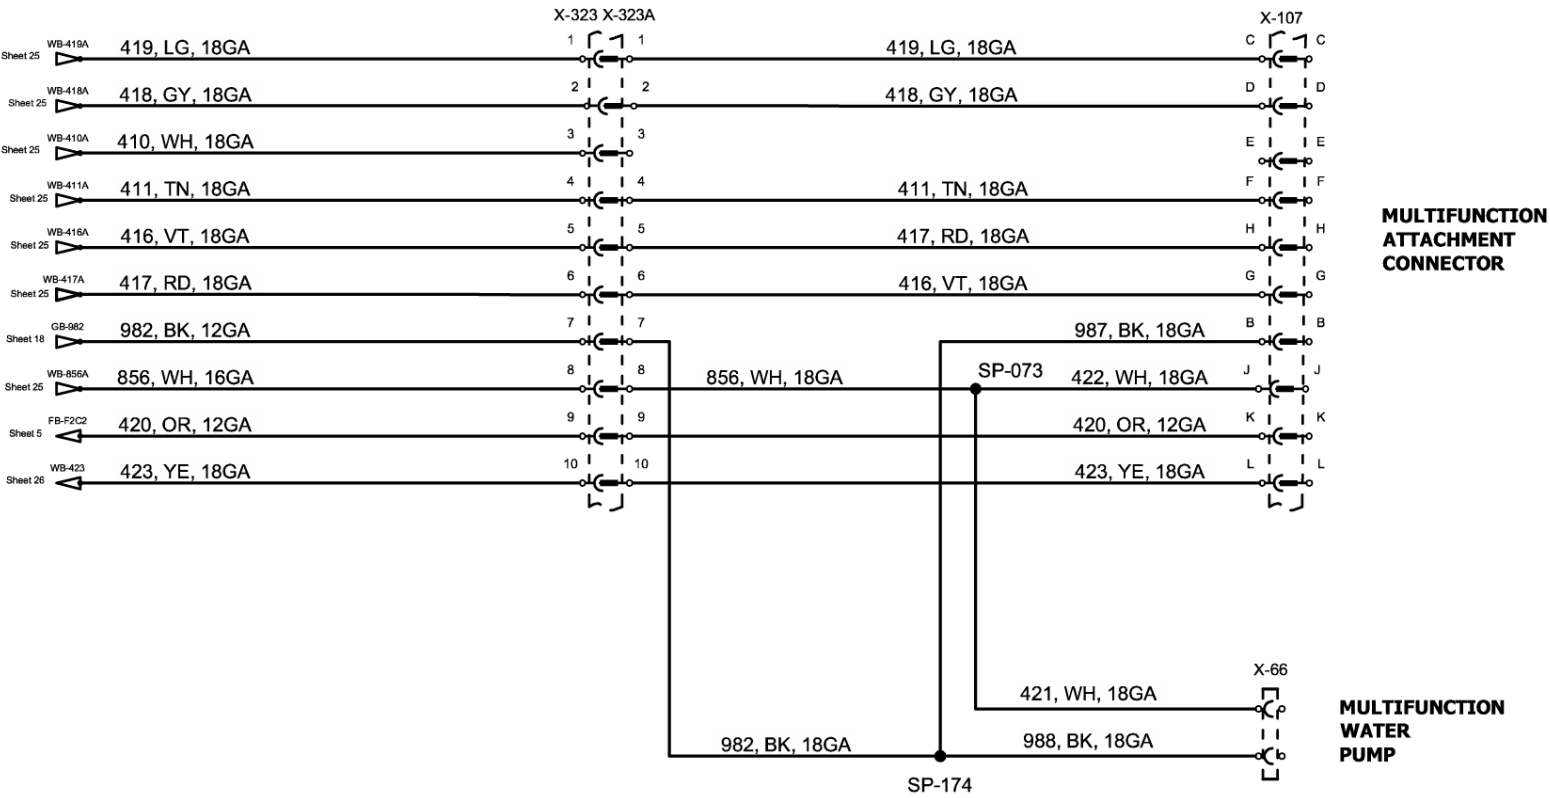 X-323 X-323A X-107
WB-419A
Sheet 25 419, LG, 18GA 1 1 419, LG, 18GA C C
WB-418A
Sheet 25 418, GY, 18GA 2 2 418, GY, 18GA D D
WB-410A
Sheet 25 410, WH, 18GA 3 3 E E
WB-411A
Sheet 25 411, TN, 18GA 4 4 411, TN, 18GA F F
WB-416A
Sheet 25 416, VT, 18GA 5 5 417, RD, 18GA H H
WB-417A
Sheet 25 417, RD, 18GA 6 6 416, VT, 18GA G G
GB-982
Sheet 18 982, BK, 12GA 7 7 987, BK, 18GA B B
WB-856A
Sheet 25 856, WH, 16GA 8 8 856, WH, 18GA SP-073 422, WH, 18GA J J
FB-F2C2
Sheet 5 420, OR, 12GA 9 9 420, OR, 12GA K K
WB-423
Sheet 26 423, YE, 18GA 10 10 423, YE, 18GA L L
MULTIFUNCTION
ATTACHMENT
CONNECTOR
X-66
421, WH, 18GA
982, BK, 18GA 988, BK, 18GA
SP-174
MULTIFUNCTION
WATER
PUMP